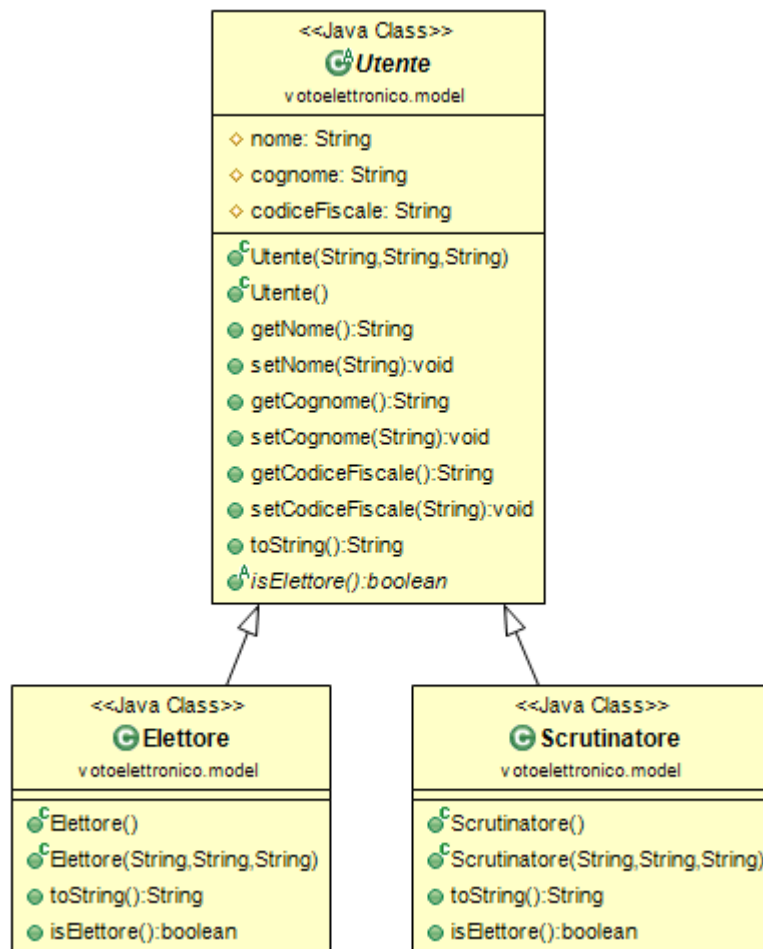 <<Java Class>>
Utente
votoelettronico.model
nome: String
cognome: String
codiceFiscale: String
Utente(String,String,String)
Utente()
getNome():String
setNome(String):void
getCognome():String
setCognome(String):void
getCodiceFiscale():String
setCodiceFiscale(String):void
toString():String
isElettore():boolean
<<Java Class>>
Elettore
votoelettronico.model
Elettore()
Elettore(String,String,String)
toString():String
isElettore():boolean
<<Java Class>>
Scrutinatore
votoelettronico.model
Scrutinatore()
Scrutinatore(String,String,String)
toString():String
isElettore():boolean